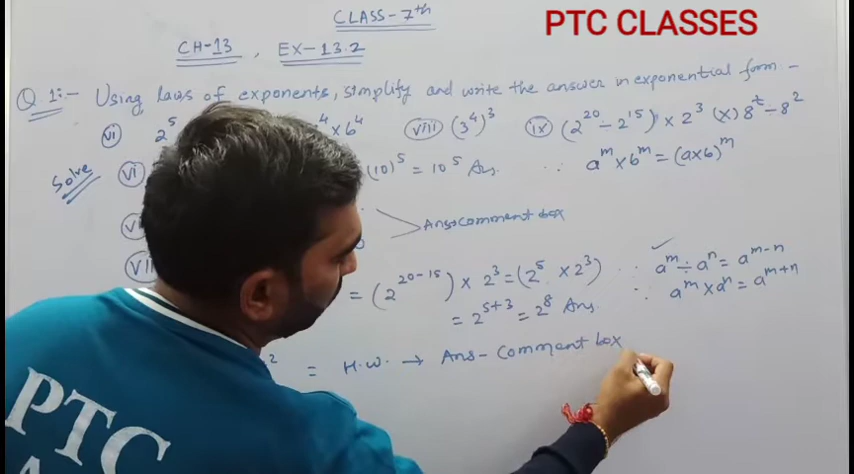 CLASS-7th
PTC CLASSES
CH-13, EX-13.2
Q.1:- Using laws of exponents, simplify and write the answer in exponential form -
(vi) 2⁵ ⁴×b⁴ (viii) (3⁴)³ (ix) (2²⁰÷2¹⁵)×2³ (x) 8ᵗ÷8²
Solve (vi) (10)⁵ = 10⁵ Ans. ∵ aᵐ×bᵐ=(a×b)ᵐ
Ans→comment box
= (2²⁰⁻¹⁵) × 2³ = (2⁵ × 2³) ∵ aᵐ÷aⁿ = aᵐ⁻ⁿ
= 2⁵⁺³ = 2⁸ Ans. ∵ aᵐ×aⁿ = aᵐ⁺ⁿ
² = H.W. → Ans - Comment box
PTC